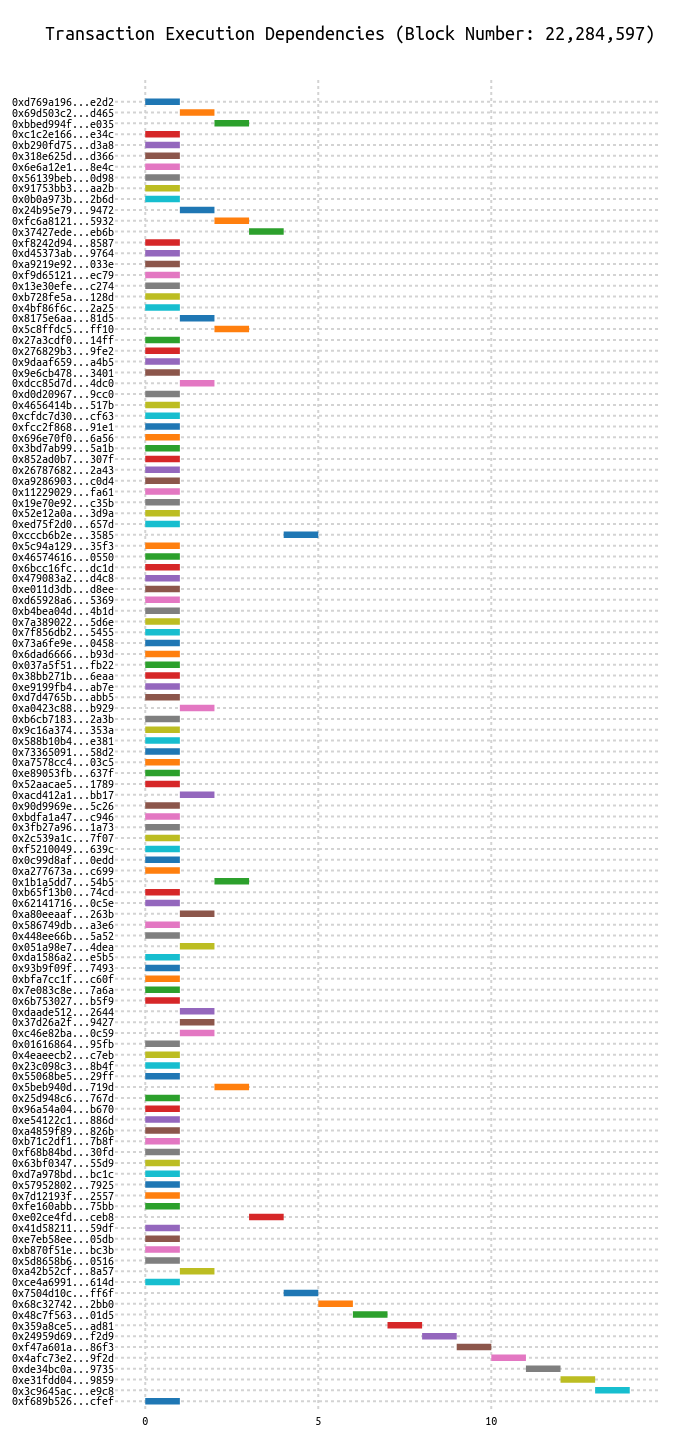 Transaction Execution Dependencies (Block Number: 22,284,597)
0xd769a196...e2d2
0x69d503c2...d465
0xbbed994f...e035
0xc1c2e166...e34c
0xb290fd75...d3a8
0x318e625d...d366
0x6e6a12e1...8e4c
0x56139beb...0d98
0x91753bb3...aa2b
0x0b0a973b...2b6d
0x24b95e79...9472
0xfc6a8121...5932
0x37427ede...eb6b
0xf8242d94...8587
0xd45373ab...9764
0xa9219e92...033e
0xf9d65121...ec79
0x13e30efe...c274
0xb728fe5a...128d
0x4bf86f6c...2a25
0x8175e6aa...81d5
0x5c8ffdc5...ff10
0x27a3cdf0...14ff
0x276829b3...9fe2
0x9daaf659...a4b5
0x9e6cb478...3401
0xdcc85d7d...4dc0
0xd0d20967...9cc0
0x4656414b...517b
0xcfdc7d30...cf63
0xfcc2f868...91e1
0x696e70f0...6a56
0x3bd7ab99...5a1b
0x852ad0b7...307f
0x26787682...2a43
0xa9286903...c0d4
0x11229029...fa61
0x19e70e92...c35b
0x52e12a0a...3d9a
0xed75f2d0...657d
0xcccb6b2e...3585
0x5c94a129...35f3
0x46574616...0550
0x6bcc16fc...dc1d
0x479083a2...d4c8
0xe011d3db...d8ee
0xd65928a6...5369
0xb4bea04d...4b1d
0x7a389022...5d6e
0x7f856db2...5455
0x73a6fe9e...0458
0x6dad6666...b93d
0x037a5f51...fb22
0x38bb271b...6eaa
0xe9199fb4...ab7e
0xd7d4765b...abb5
0xa0423c88...b929
0xb6cb7183...2a3b
0x9c16a374...353a
0x588b10b4...e381
0x73365091...58d2
0xa7578cc4...03c5
0xe89053fb...637f
0x52aacae5...1789
0xacd412a1...bb17
0x90d9969e...5c26
0xbdfa1a47...c946
0x3fb27a96...1a73
0x2c539a1c...7f07
0xf5210049...639c
0x0c99d8af...0edd
0xa277673a...c699
0x1b1a5dd7...54b5
0xb65f13b0...74cd
0x62141716...0c5e
0xa80eeaaf...263b
0x586749db...a3e6
0x448ee66b...5a52
0x051a98e7...4dea
0xda1586a2...e5b5
0x93b9f09f...7493
0xbfa7cc1f...c60f
0x7e083c8e...7a6a
0x6b753027...b5f9
0xdaade512...2644
0x37d26a2f...9427
0xc46e82ba...0c59
0x01616864...95fb
0x4eaeecb2...c7eb
0x23c098c3...8b4f
0x55068be5...29ff
0x5beb940d...719d
0x25d948c6...767d
0x96a54a04...b670
0xe54122c1...886d
0xa4859f89...826b
0xb71c2df1...7b8f
0xf68b84bd...30fd
0x63bf0347...55d9
0xd7a978bd...bc1c
0x57952802...7925
0x7d12193f...2557
0xfe160abb...75bb
0xe02ce4fd...ceb8
0x41d58211...59df
0xe7eb58ee...05db
0xb870f51e...bc3b
0x5d8658b6...0516
0xa42b52cf...8a57
0xce4a6991...614d
0x7504d10c...ff6f
0x68c32742...2bb0
0x48c7f563...01d5
0x359a8ce5...ad81
0x24959d69...f2d9
0xf47a601a...86f3
0x4afc73e2...9f2d
0xde34bc0a...9735
0xe31fdd04...9859
0x3c9645ac...e9c8
0xf689b526...cfef
0 5 10